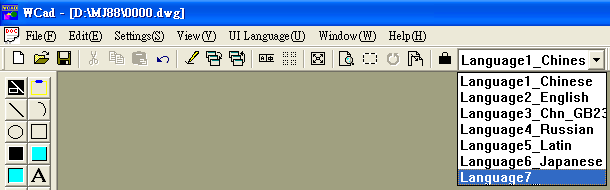 WCad - [D:\MJ88\0000.dwg]
DOC File(F) Edit(E) Settings(S) View(V) UI Language(U) Window(W) Help(H)
Language1_Chines
Language1_Chinese
Language2_English
Language3_Chn_GB23
Language4_Russian
Language5_Latin
Language6_Japanese
Language7
A